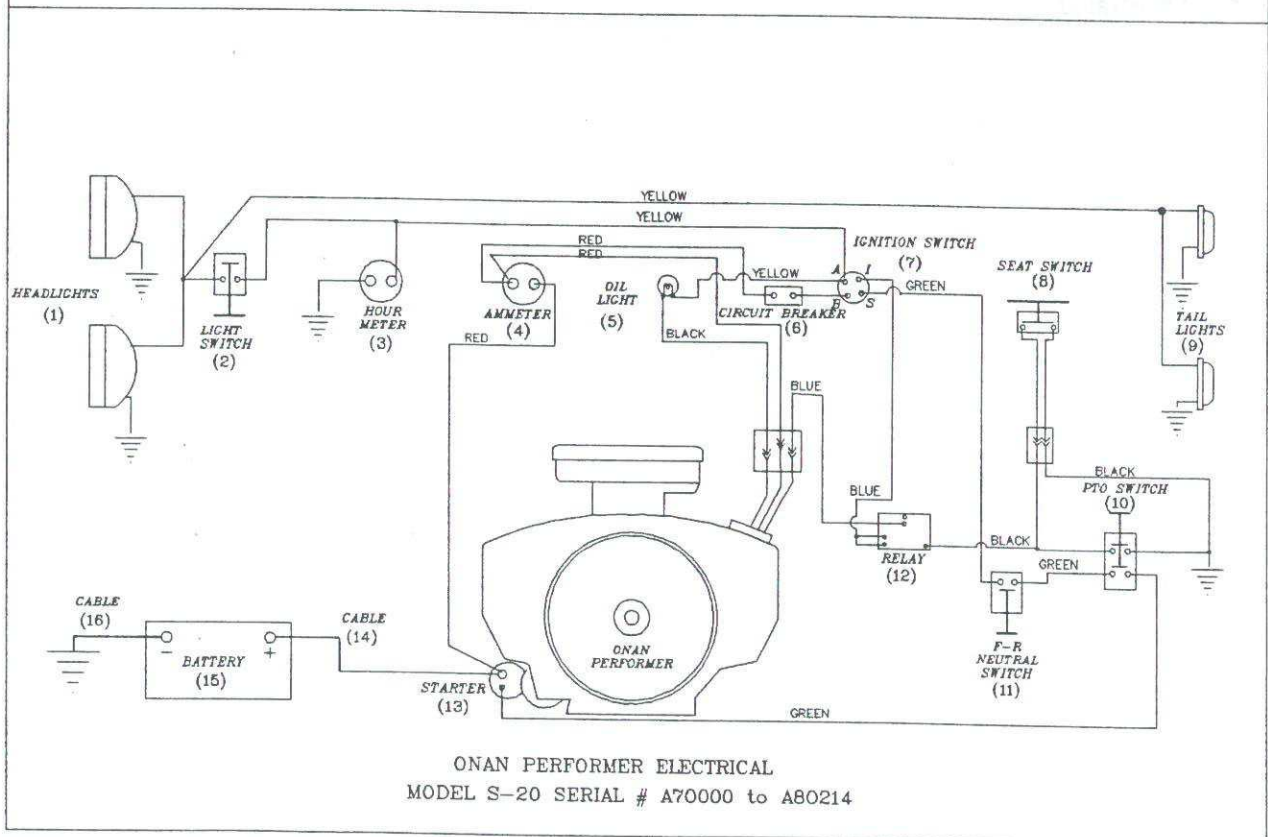 YELLOW
YELLOW
RED
RED
IGNITION SWITCH
(7)
SEAT SWITCH
(8)
HEADLIGHTS
(1)
LIGHT
SWITCH
(2)
HOUR
METER
(3)
AMMETER
(4)
RED
OIL
LIGHT
(5)
BLACK
YELLOW
A
I
B
S
GREEN
CIRCUIT BREAKER
(6)
TAIL
LIGHTS
(9)
BLUE
BLUE
BLACK
PTO SWITCH
(10)
BLACK
GREEN
RELAY
(12)
F-R
NEUTRAL
SWITCH
(11)
CABLE
(16)
CABLE
(14)
-
+
BATTERY
(15)
ONAN
PERFORMER
STARTER
(13)
GREEN
ONAN PERFORMER ELECTRICAL
MODEL S-20 SERIAL # A70000 to A80214